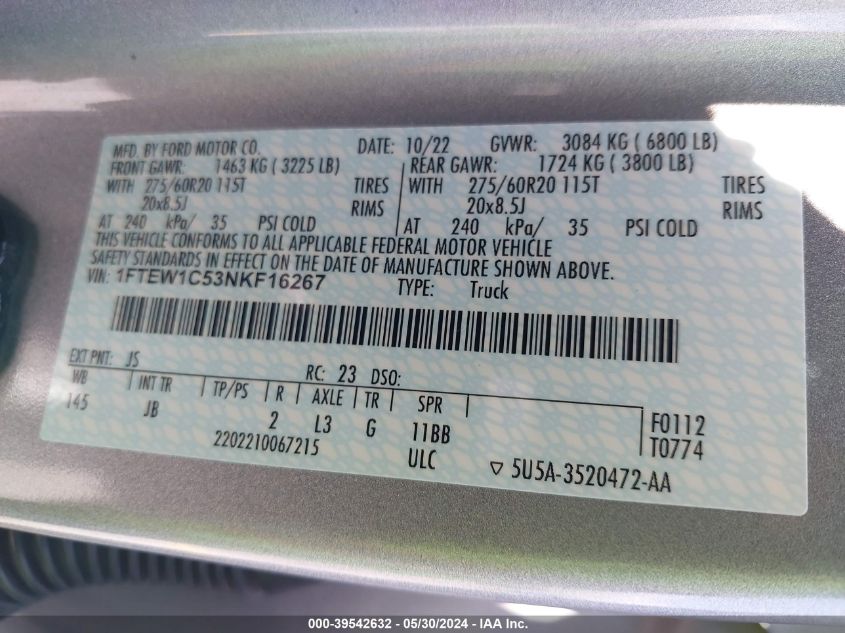 MFD. BY FORD MOTOR CO. DATE: 10/22 GVWR: 3084 KG ( 6800 LB)
FRONT GAWR: 1463 KG ( 3225 LB) REAR GAWR: 1724 KG ( 3800 LB)
WITH 275/60R20 115T TIRES WITH 275/60R20 115T TIRES
20x8.5J RIMS 20x8.5J RIMS
AT 240 kPa/ 35 PSI COLD AT 240 kPa/ 35 PSI COLD
THIS VEHICLE CONFORMS TO ALL APPLICABLE FEDERAL MOTOR VEHICLE
SAFETY STANDARDS IN EFFECT ON THE DATE OF MANUFACTURE SHOWN ABOVE.
VIN: 1FTEW1C53NKF16267 TYPE: Truck
EXT PNT: JS RC: 23 DSO:
WB INT TR TP/PS R AXLE TR SPR
145 JB 2 L3 G 11BB F0112
2202210067215 ULC T0774
5U5A-3520472-AA
000-39542632 - 05/30/2024 - IAA Inc.